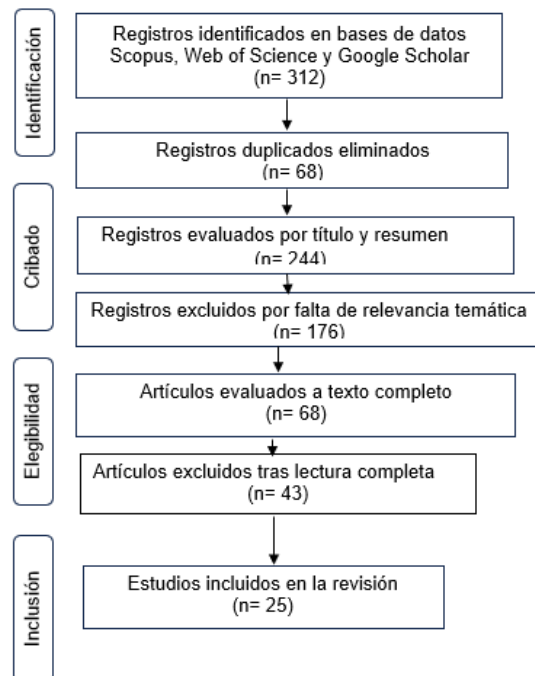 Identificación
Registros identificados en bases de datos
Scopus, Web of Science y Google Scholar
(n= 312)
Registros duplicados eliminados
(n= 68)
Cribado
Registros evaluados por título y resumen
(n= 244)
Registros excluidos por falta de relevancia temática
(n= 176)
Elegibilidad
Artículos evaluados a texto completo
(n= 68)
Artículos excluidos tras lectura completa
(n= 43)
Inclusión
Estudios incluidos en la revisión
(n= 25)